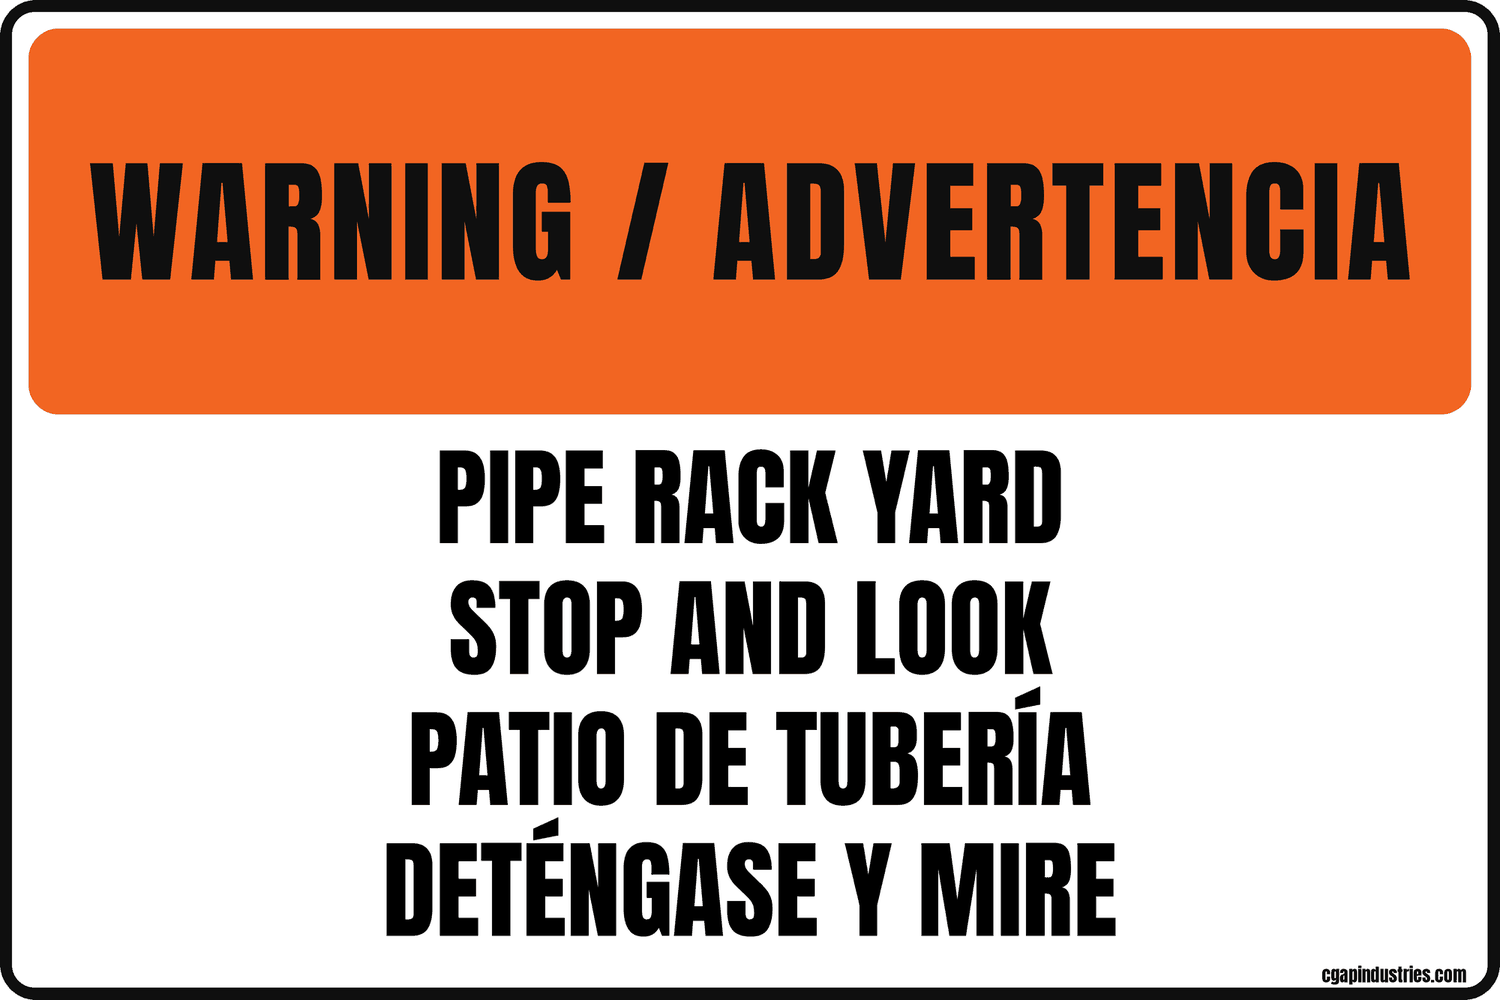 WARNING / ADVERTENCIA
PIPE RACK YARD
STOP AND LOOK
PATIO DE TUBERÍA
DETÉNGASE Y MIRE
cgapindustries.com